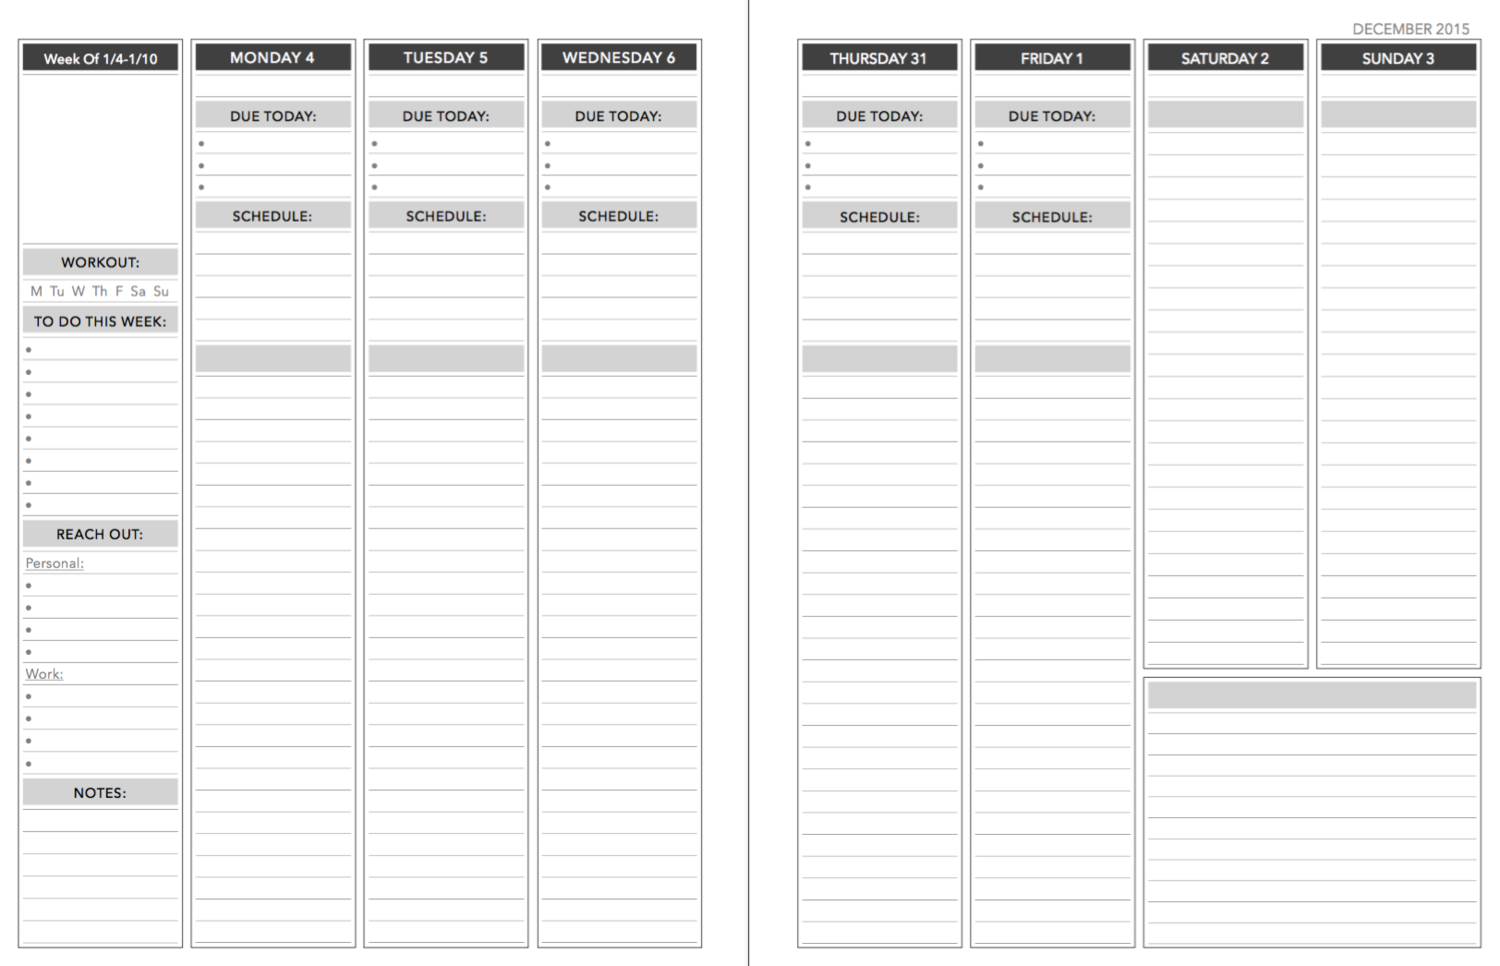 Week Of 1/4-1/10
WORKOUT:
M Tu W Th F Sa Su
TO DO THIS WEEK:
REACH OUT:
Personal:
Work:
NOTES:
MONDAY 4
DUE TODAY:
SCHEDULE:
TUESDAY 5
DUE TODAY:
SCHEDULE:
WEDNESDAY 6
DUE TODAY:
SCHEDULE:
DECEMBER 2015
THURSDAY 31
DUE TODAY:
SCHEDULE:
FRIDAY 1
DUE TODAY:
SCHEDULE:
SATURDAY 2
SUNDAY 3